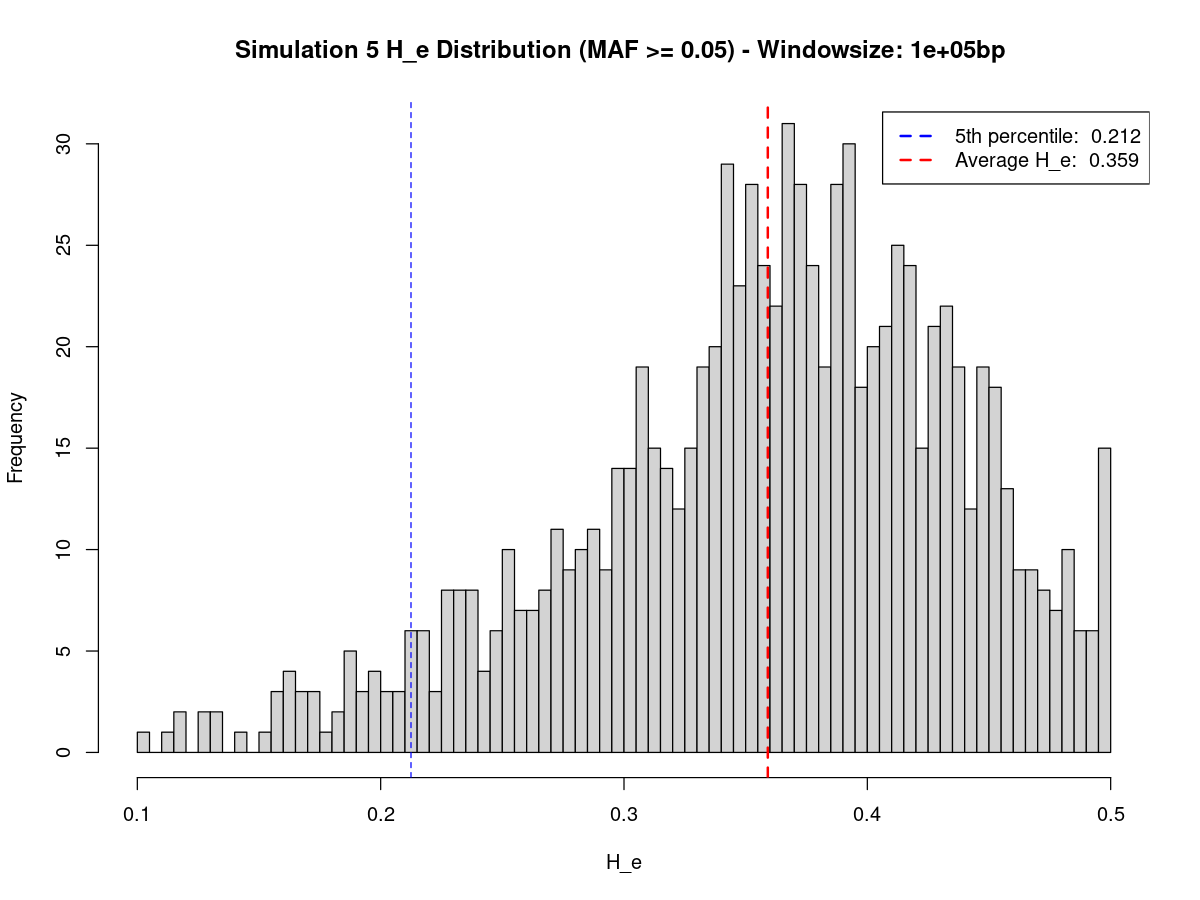 Simulation 5 H_e Distribution (MAF >= 0.05) - Windowsize: 1e+05bp
5th percentile:  0.212
Average H_e:  0.359
Frequency
30
25
20
15
10
5
0
0.1
0.2
0.3
0.4
0.5
H_e